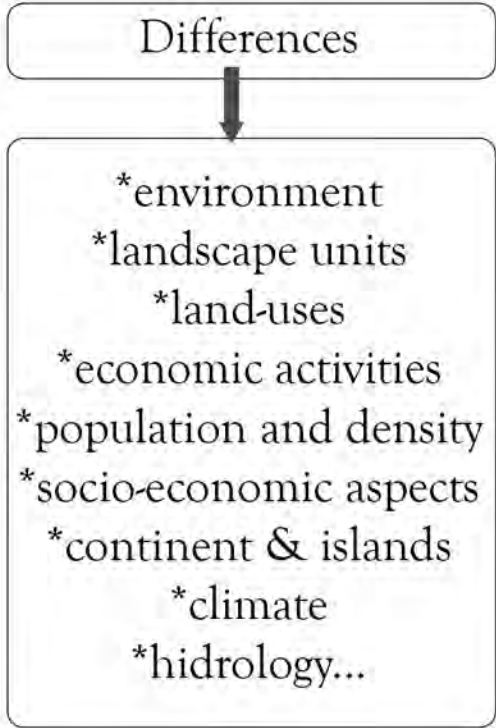 Differences
*environment
*landscape units
*land-uses
*economic activities
*population and density
*socio-economic aspects
*continent & islands
*climate
*hidrology...